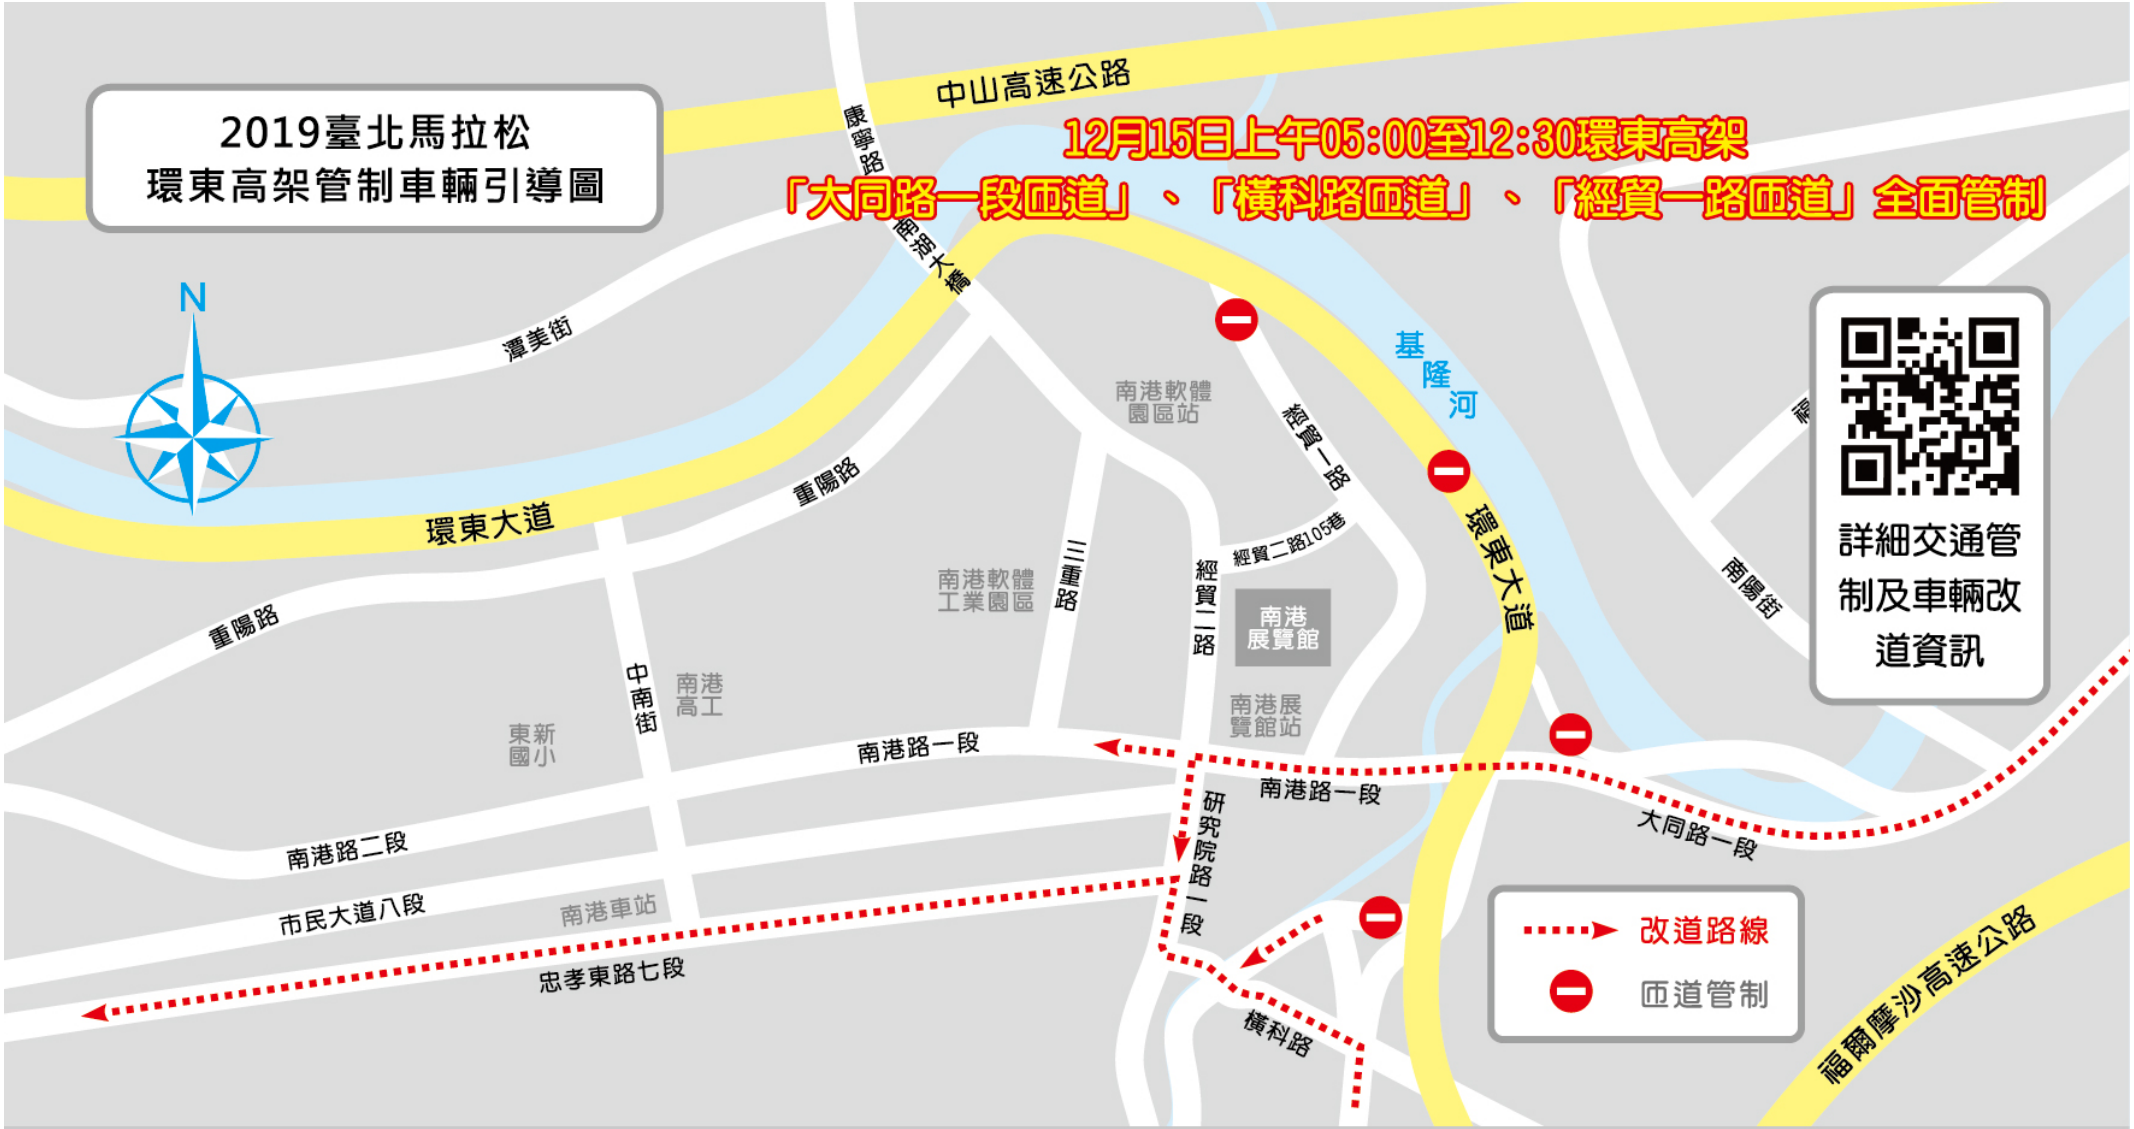 2019臺北馬拉松
環東高架管制車輛引導圖
中山高速公路
12月15日上午05:00至12:30環東高架
「大同路一段匝道」、「橫科路匝道」、「經貿一路匝道」全面管制
康寧路
南湖大橋
N
潭美街
基隆河
南港軟體
園區站
經貿一路
重陽路
環東大道
經貿二路105巷
環東大道
三重路
經貿二路
南港軟體
工業園區
南港
展覽館
南陽街
詳細交通管
制及車輛改
道資訊
重陽路
中南街
南港
高工
南港展
覽館站
東新
國小
南港路一段
南港路一段
大同路一段
研究院路一段
南港路二段
市民大道八段
南港車站
忠孝東路七段
橫科路
改道路線
匝道管制
福爾摩沙高速公路